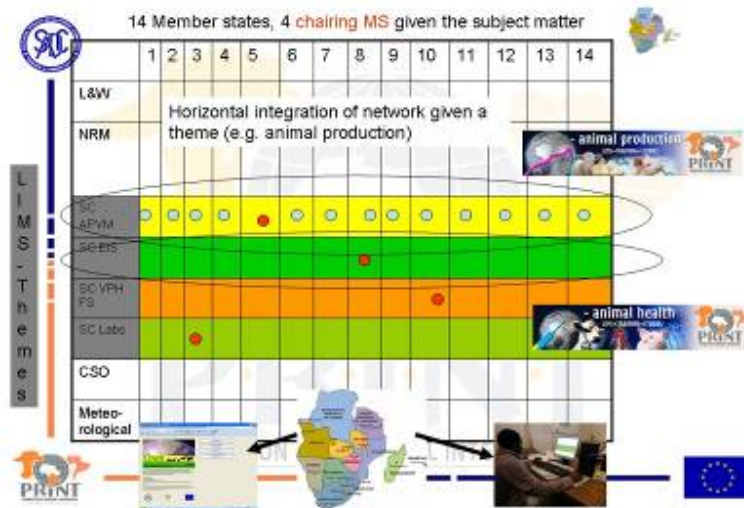 14 Member states, 4 chairing MS given the subject matter
1 2 3 4 5 6 7 8 9 10 11 12 13 14
L&W
Horizontal integration of network given a
theme (e.g. animal production)
NRM
- animal production
PRINT
SC
APVM
SC EIS
SC VPH
FS
SC Labs
- animal health
PRINT
CSO
Meteo-
rological
LIMS-Themes
PRINT